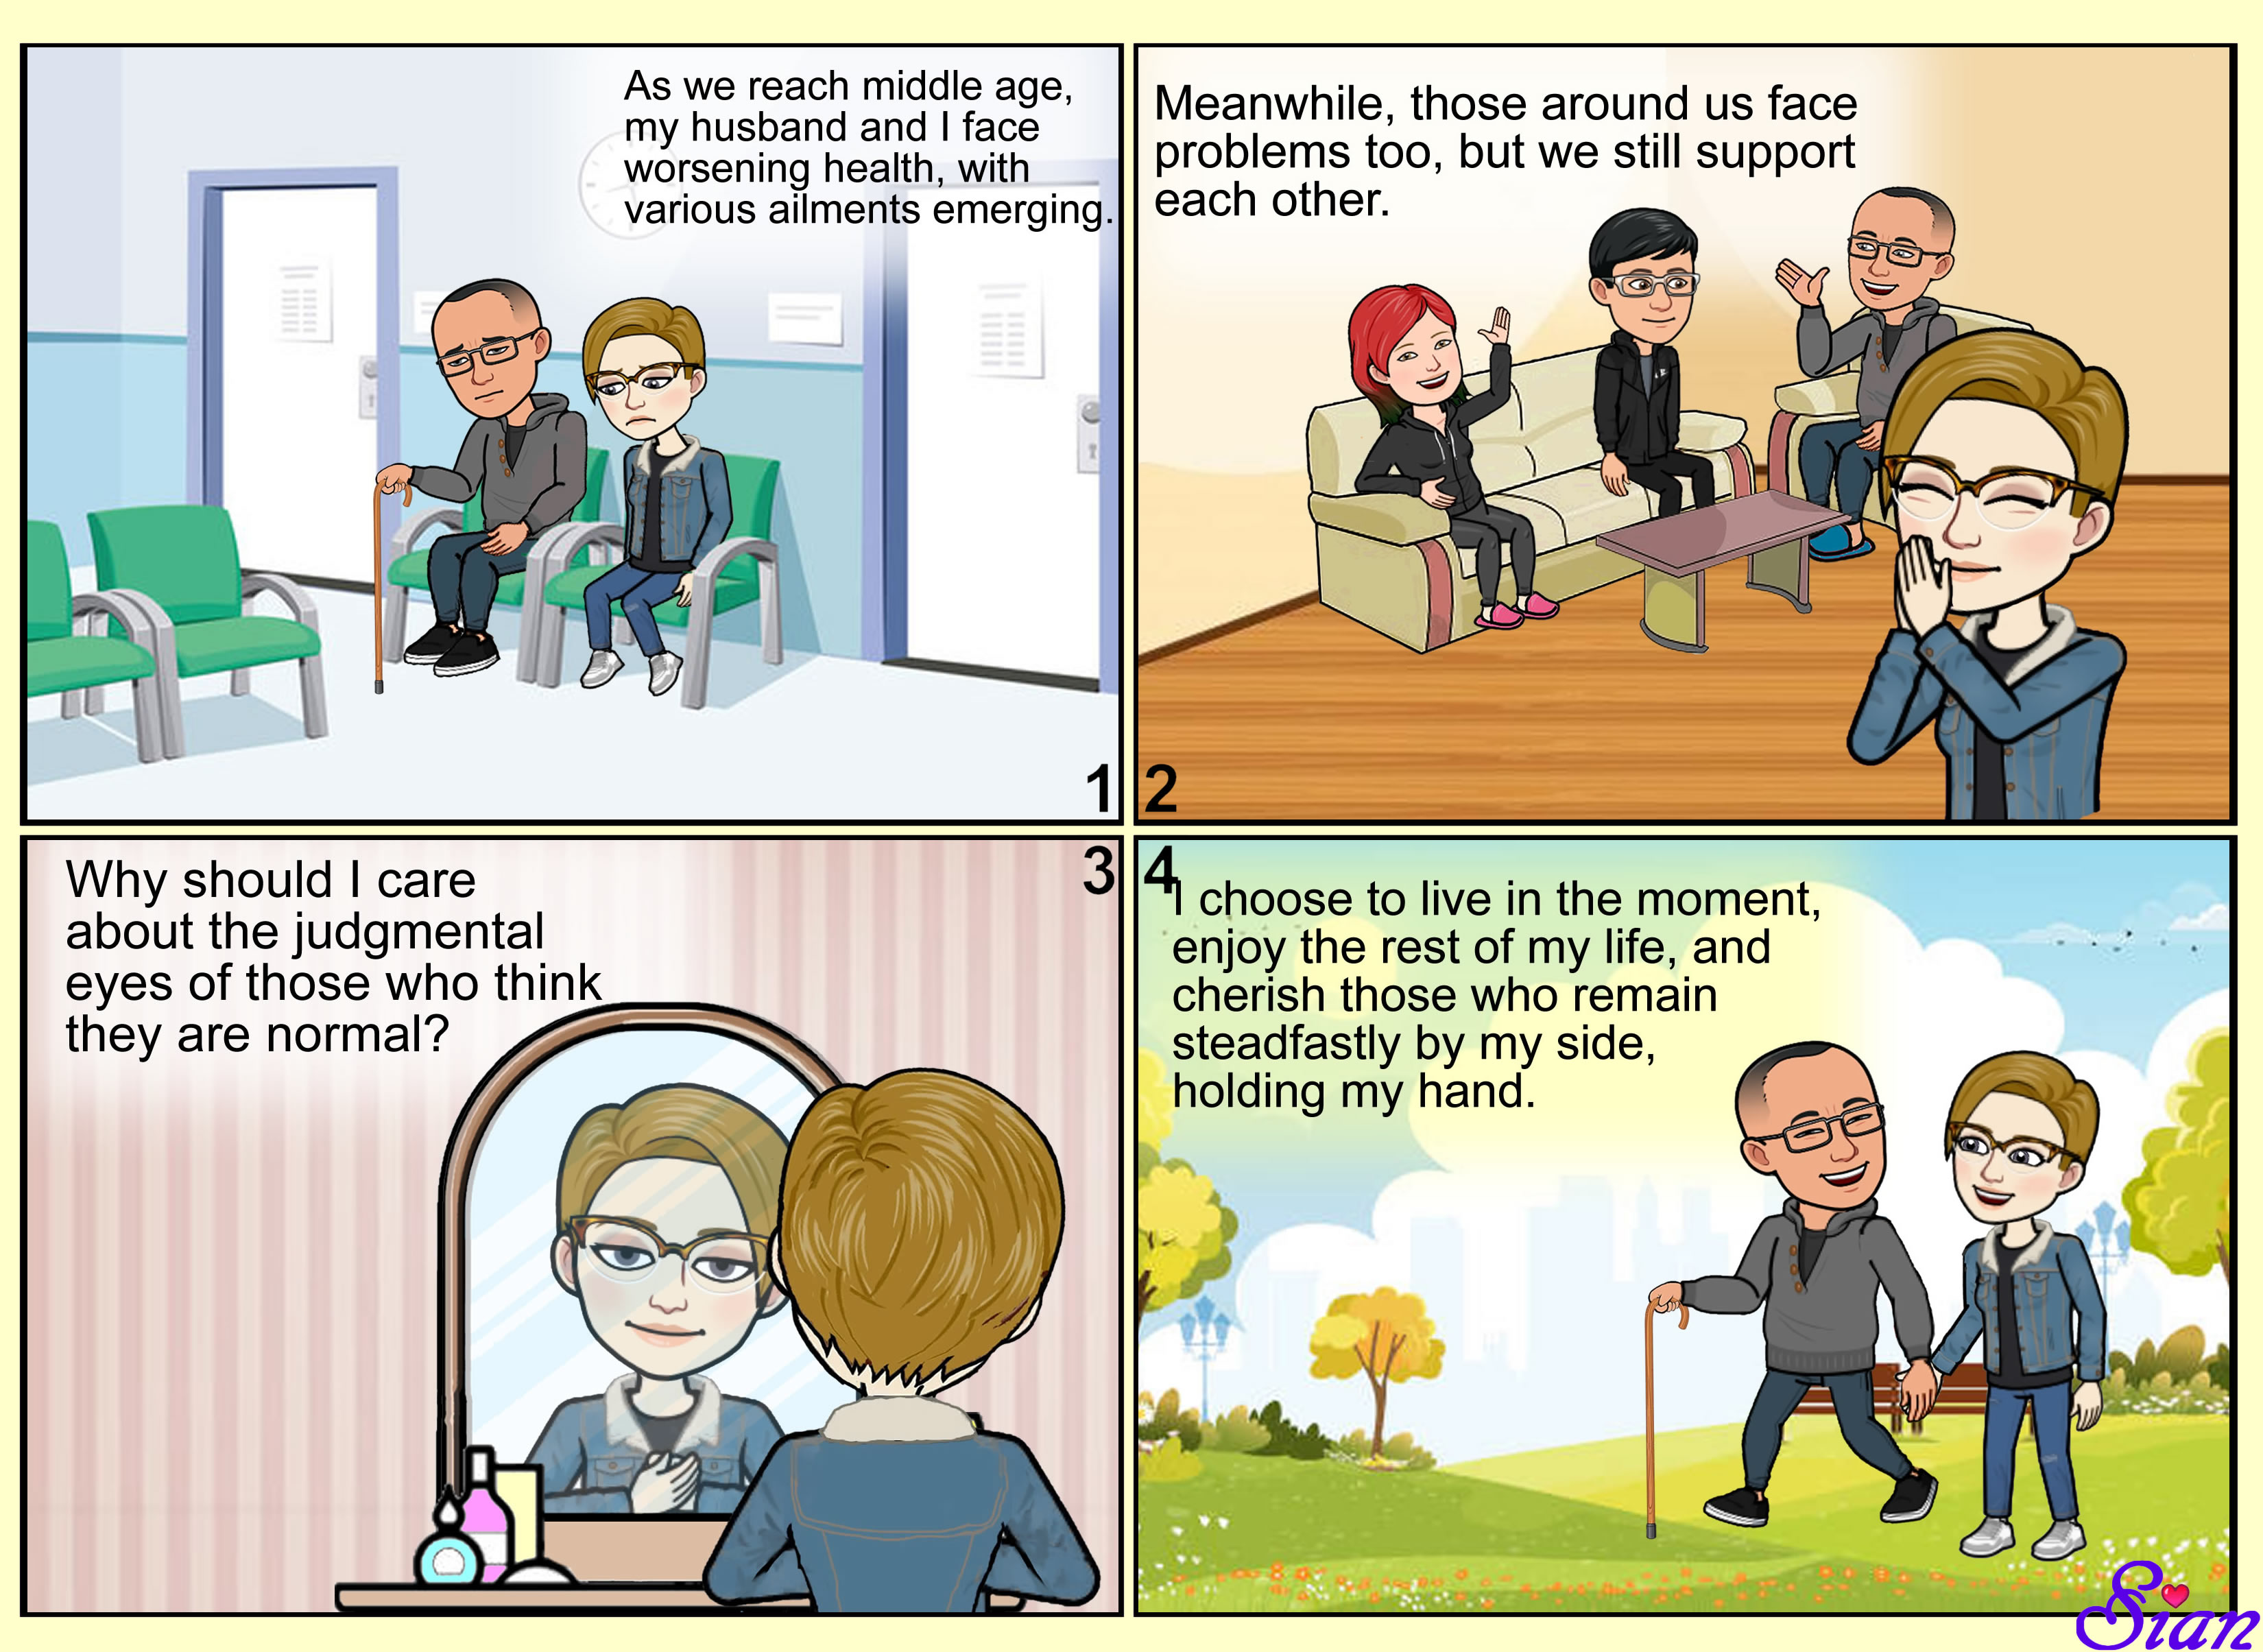 As we reach middle age,
my husband and I face
worsening health, with
various ailments emerging.
1
Meanwhile, those around us face
problems too, but we still support
each other.
2
Why should I care
about the judgmental
eyes of those who think
they are normal?
3
4
I choose to live in the moment,
enjoy the rest of my life, and
cherish those who remain
steadfastly by my side,
holding my hand.
Sian